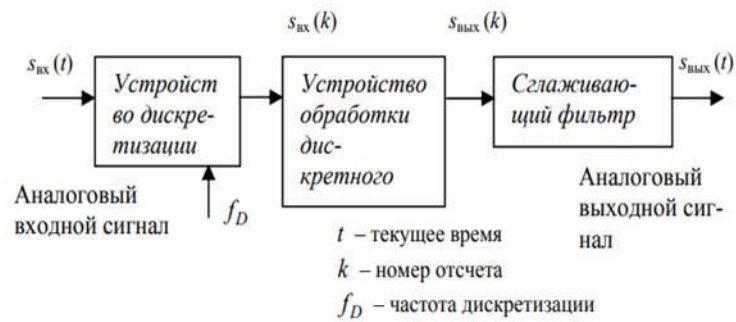 s_вх (k)
s_вых (k)
s_вх (t)
Устройст
во дискре-
тизации
Устройство
обработки
дис-
кретного
Сглаживаю-
щий фильтр
s_вых (t)
Аналоговый
входной сигнал
f_D
Аналоговый
выходной сиг-
нал
t – текущее время
k – номер отсчета
f_D – частота дискретизации